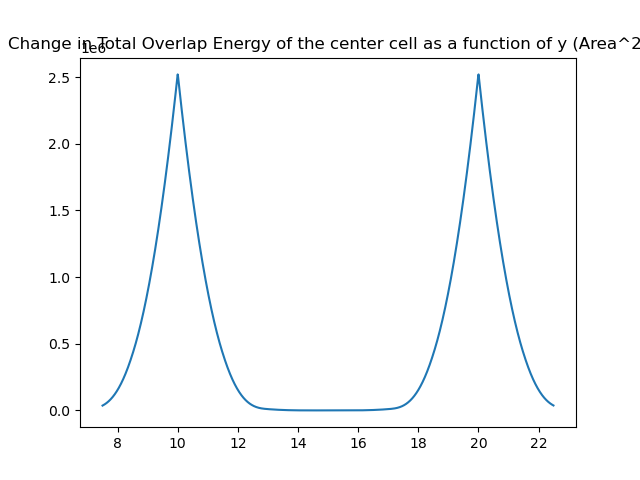 Change in Total Overlap Energy of the center cell as a function of y (Area^2
1e6
2.5
2.0
1.5
1.0
0.5
0.0
8 10 12 14 16 18 20 22